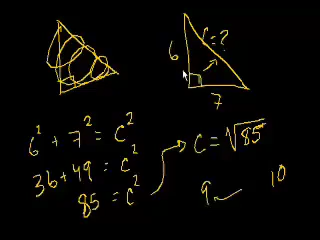 6
C=?
7
6² + 7² = C²
36+49 = C²
85 = C²
C = √85
9
10